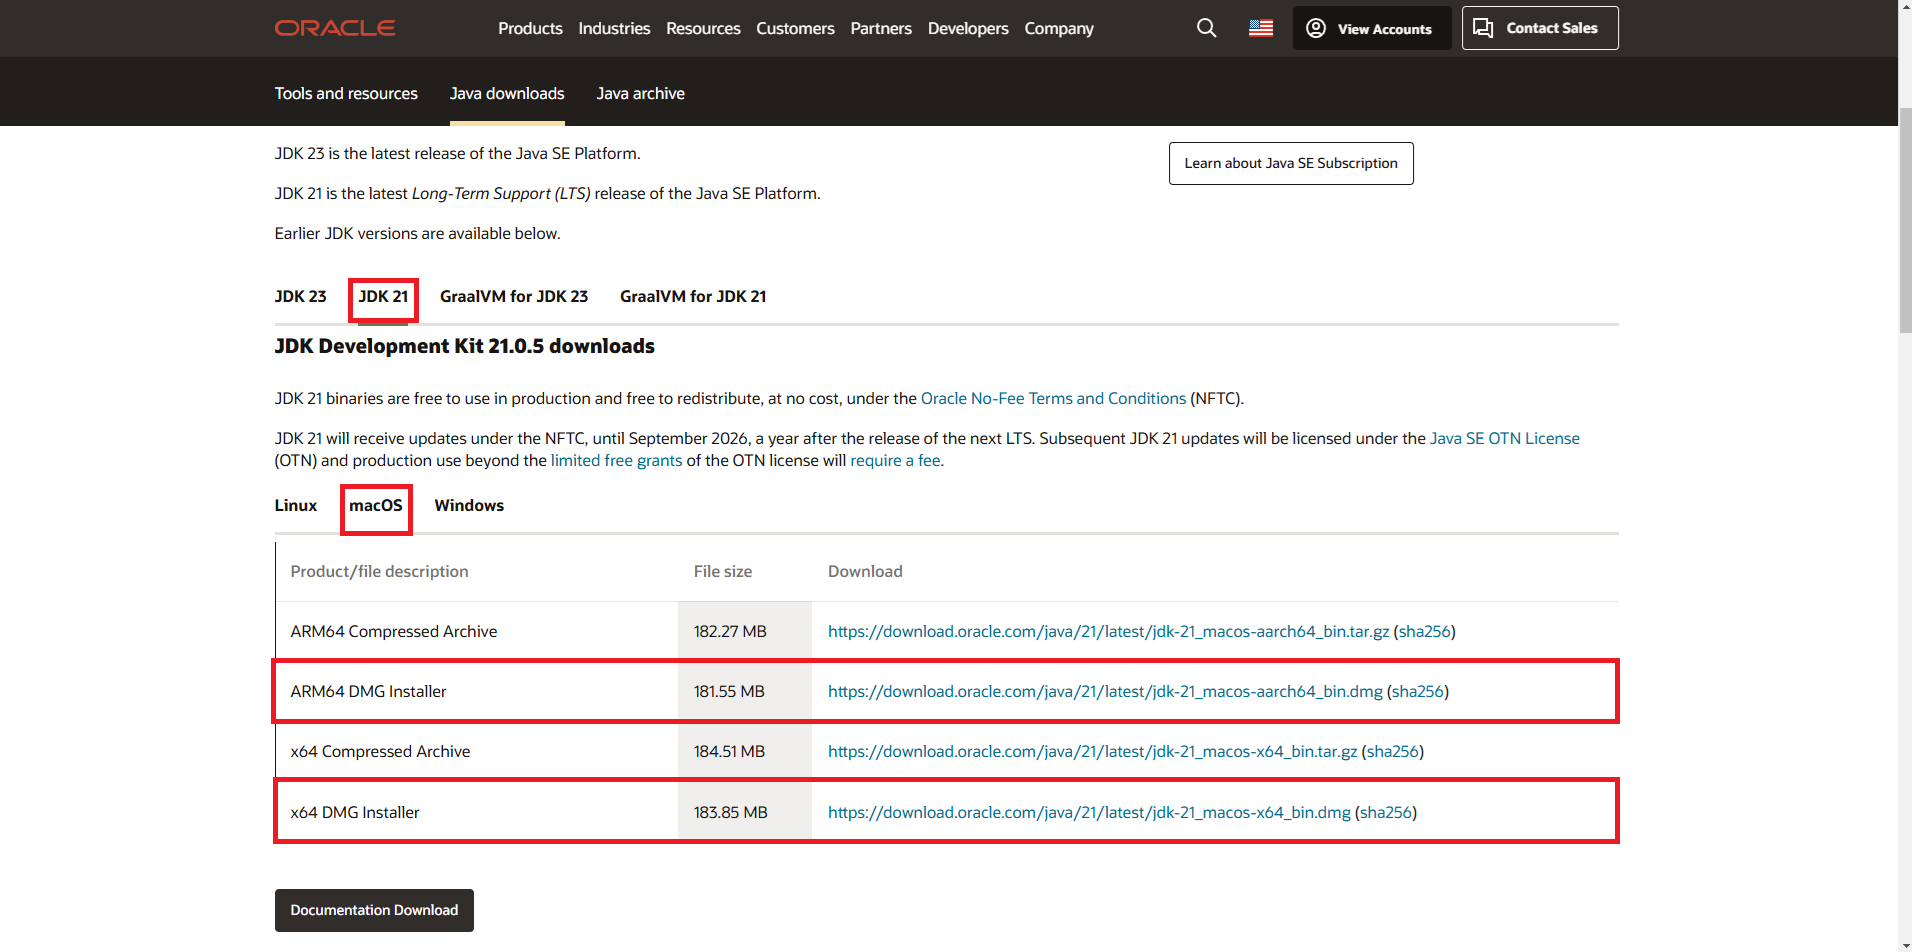 ORACLE Products Industries Resources Customers Partners Developers Company View Accounts Contact Sales
Tools and resources Java downloads Java archive
JDK 23 is the latest release of the Java SE Platform.
Learn about Java SE Subscription
JDK 21 is the latest Long-Term Support (LTS) release of the Java SE Platform.
Earlier JDK versions are available below.
JDK 23 JDK 21 GraalVM for JDK 23 GraalVM for JDK 21
JDK Development Kit 21.0.5 downloads
JDK 21 binaries are free to use in production and free to redistribute, at no cost, under the Oracle No-Fee Terms and Conditions (NFTC).
JDK 21 will receive updates under the NFTC, until September 2026, a year after the release of the next LTS. Subsequent JDK 21 updates will be licensed under the Java SE OTN License
(OTN) and production use beyond the limited free grants of the OTN license will require a fee.
Linux macOS Windows
Product/file description File size Download
ARM64 Compressed Archive 182.27 MB https://download.oracle.com/java/21/latest/jdk-21_macos-aarch64_bin.tar.gz (sha256)
ARM64 DMG Installer 181.55 MB https://download.oracle.com/java/21/latest/jdk-21_macos-aarch64_bin.dmg (sha256)
x64 Compressed Archive 184.51 MB https://download.oracle.com/java/21/latest/jdk-21_macos-x64_bin.tar.gz (sha256)
x64 DMG Installer 183.85 MB https://download.oracle.com/java/21/latest/jdk-21_macos-x64_bin.dmg (sha256)
Documentation Download